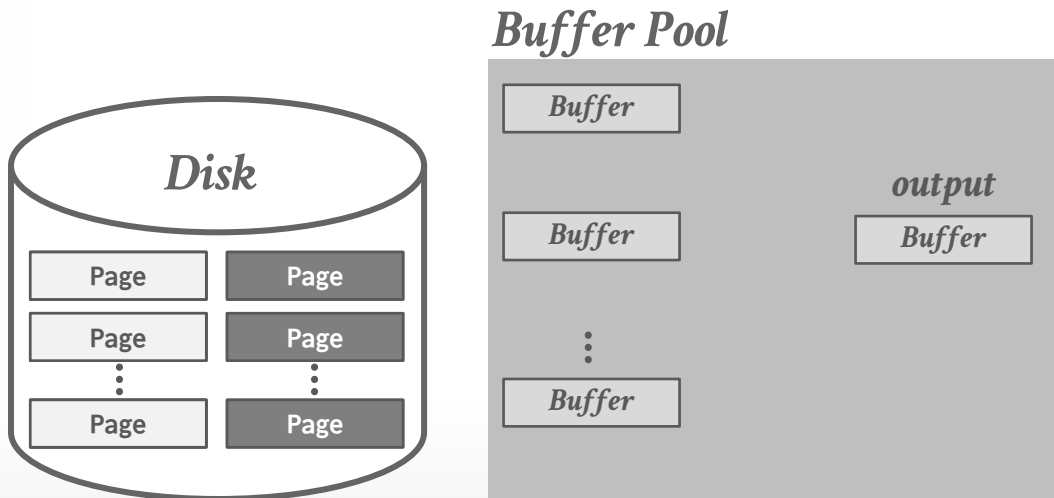 Buffer Pool
Disk
Page Page
Page Page
Page Page
Buffer
Buffer
Buffer
output
Buffer